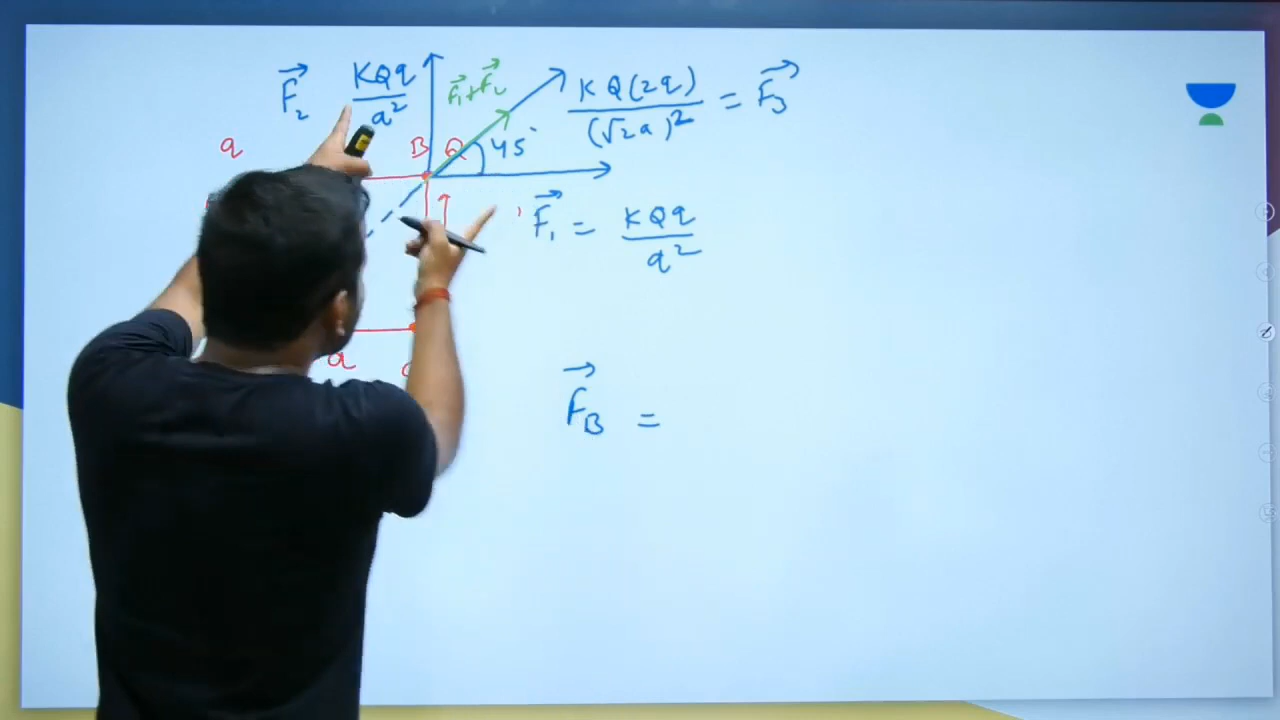 F₂⃗ KQq/a²
F₁⃗+F₂⃗
KQ(2q)/(√2a)² = F₃⃗
q
B Q 45°
F₁⃗ = KQq/a²
a
F_B⃗ =